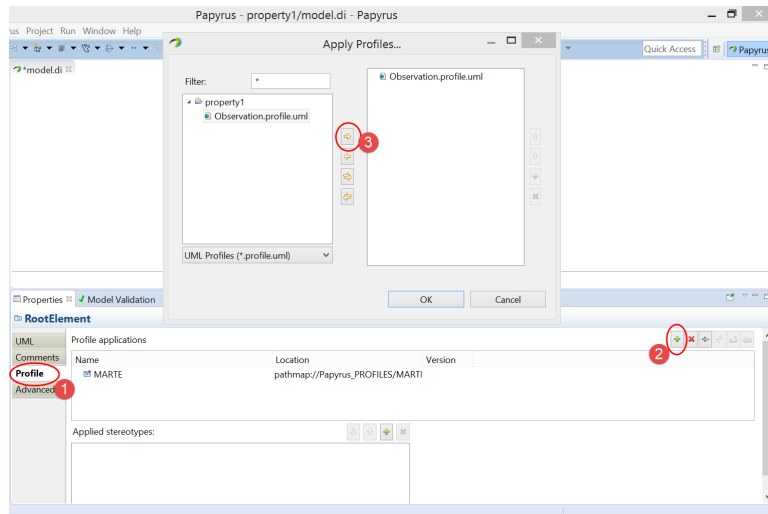 Papyrus - property1/model.di - Papyrus
us Project Run Window Help
Quick Access
Papyrus
*model.di
Apply Profiles...
Filter:
*
property1
Observation.profile.uml
Observation.profile.uml
3
UML Profiles (*.profile.uml)
OK
Cancel
Properties
Model Validation
RootElement
UML
Comments
Profile
Advanced
1
Profile applications
2
Name
Location
Version
MARTE
pathmap://Papyrus_PROFILES/MARTI
Applied stereotypes: